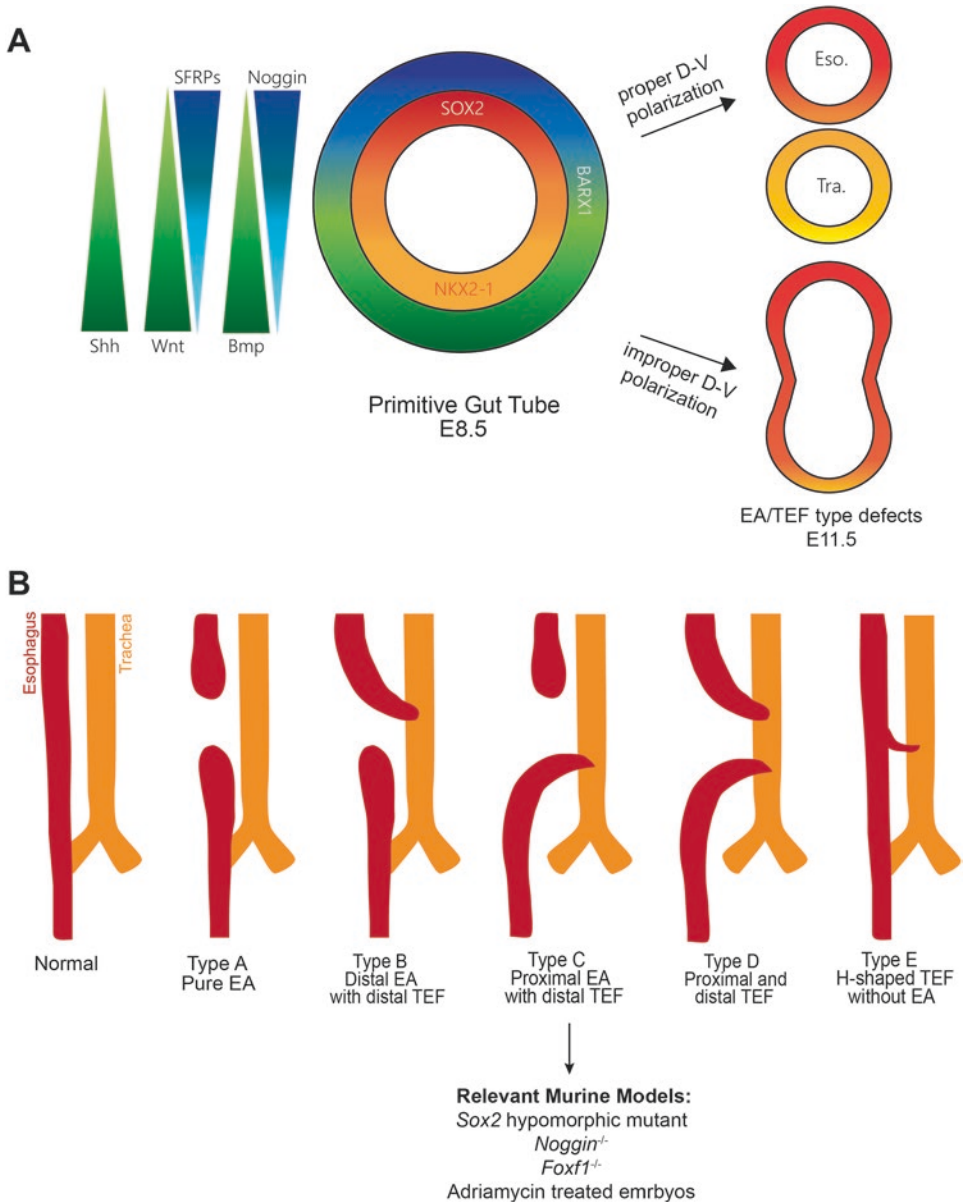 A
SFRPs
Noggin
Shh
Wnt
Bmp
SOX2
BARX1
NKX2-1
Primitive Gut Tube
E8.5
proper D-V
polarization
improper D-V
polarization
Eso.
Tra.
EA/TEF type defects
E11.5
B
Esophagus
Trachea
Normal
Type A
Pure EA
Type B
Distal EA
with distal TEF
Type C
Proximal EA
with distal TEF
Type D
Proximal and
distal TEF
Type E
H-shaped TEF
without EA
Relevant Murine Models:
Sox2 hypomorphic mutant
Noggin-/-
Foxf1-/-
Adriamycin treated emrbyos